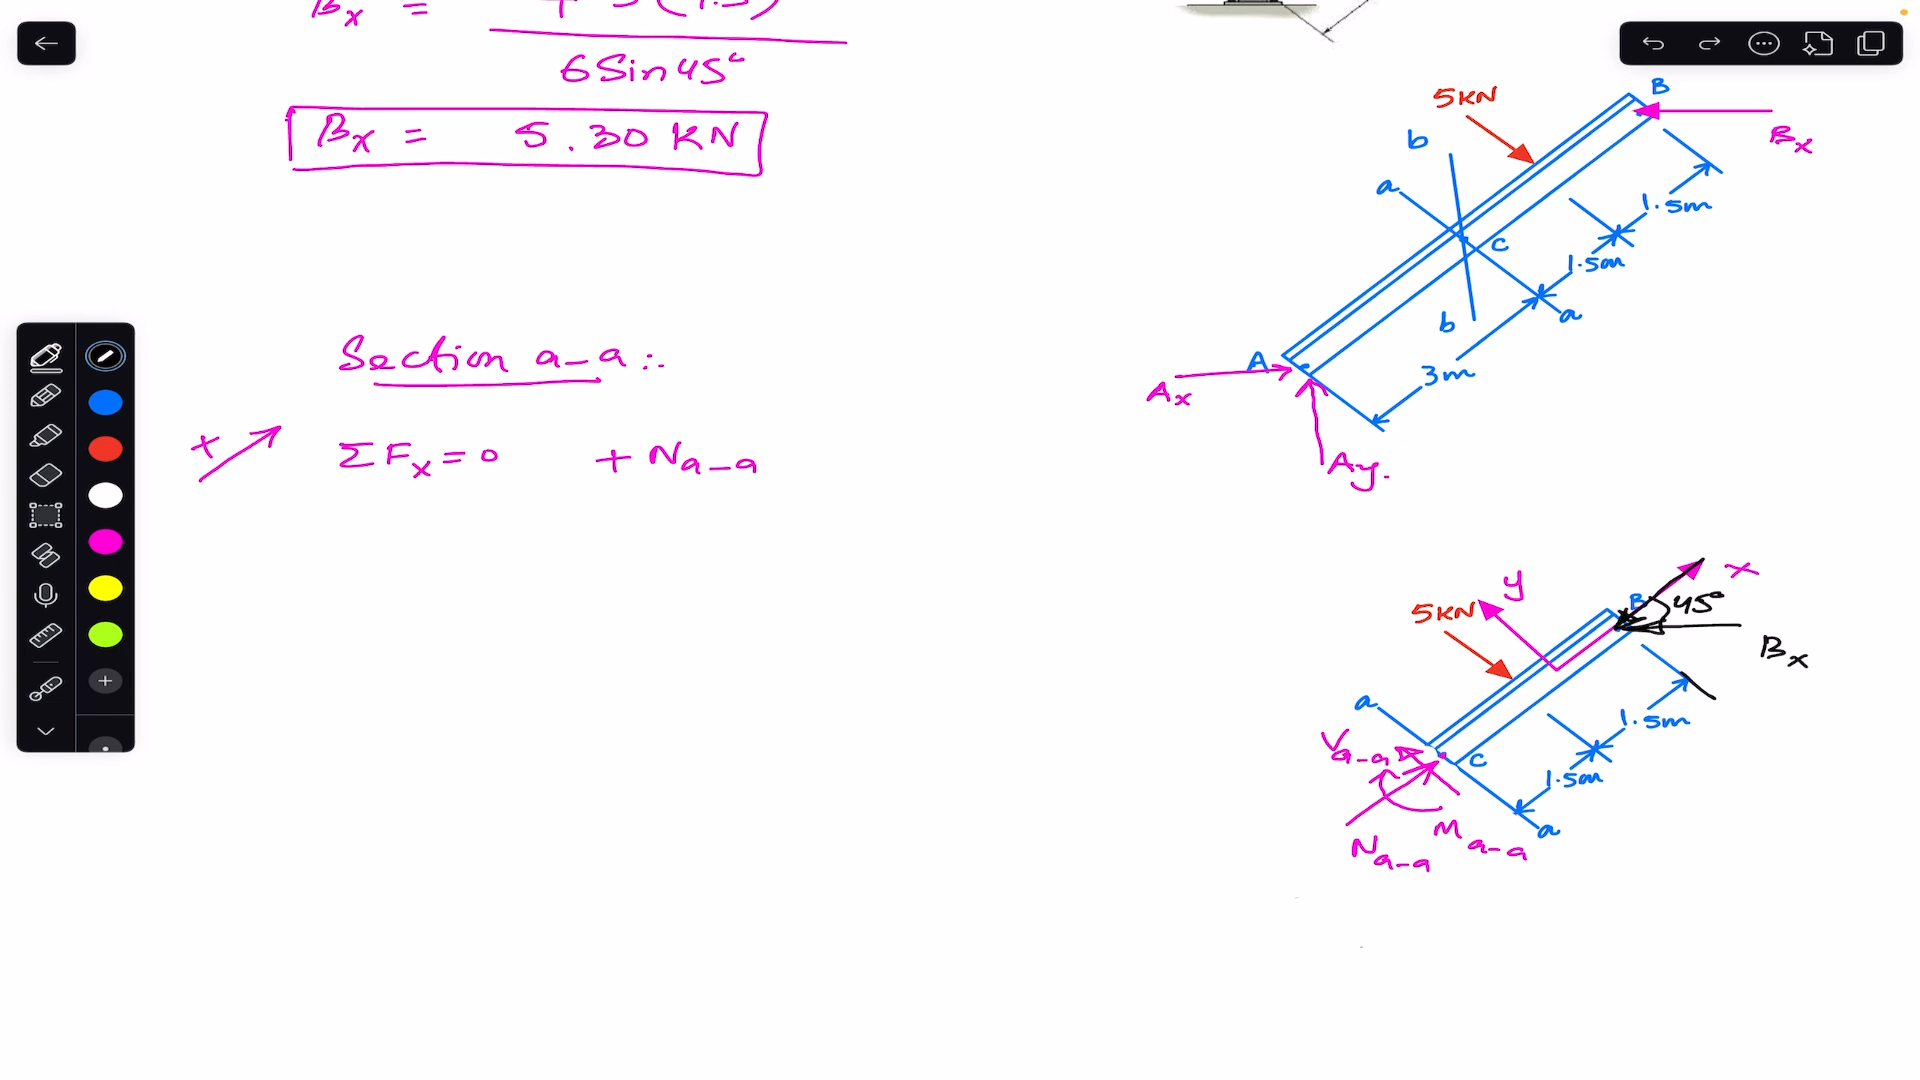 Bx =
6 Sin 45°
Bx = 5.30 KN
Section a-a:-
+
ΣFx = 0 + Na-a
B
5KN
Bx
b
a
1.5m
C
1.5m
b
a
A
3m
Ax
Ay.
y
x
5KN
B
45°
Bx
a
1.5m
Va-a
C
1.5m
Ma-a
a
Na-a